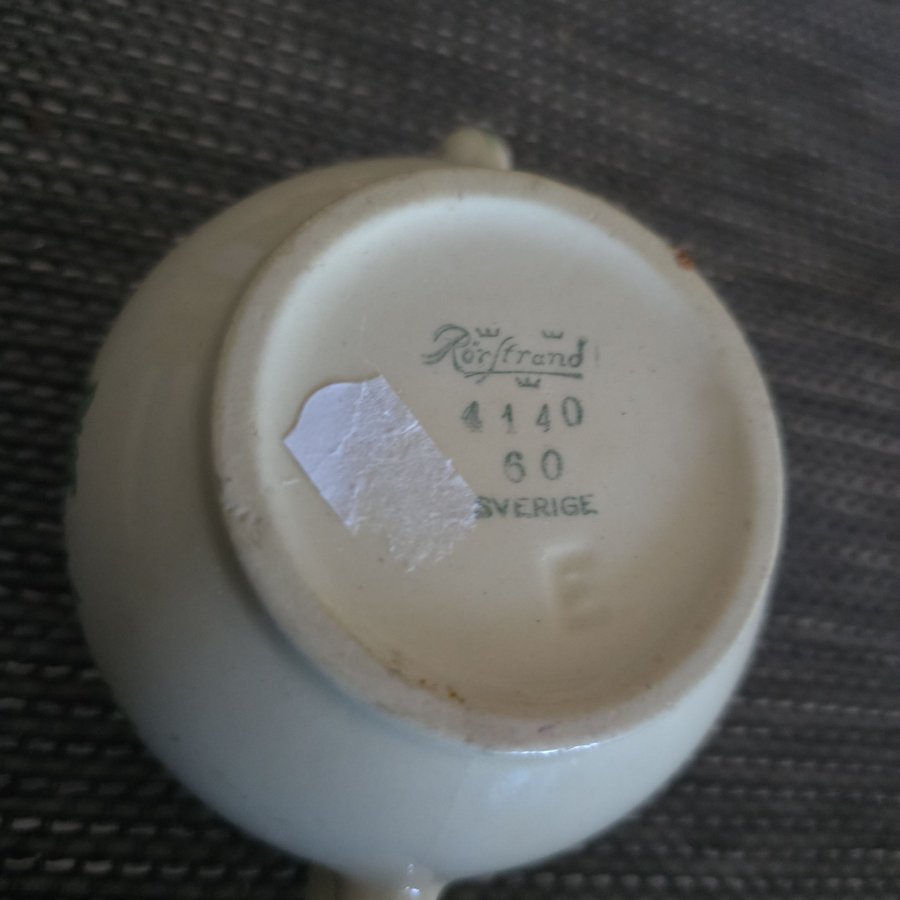 Rörstrand
4140
60
SVERIGE
E